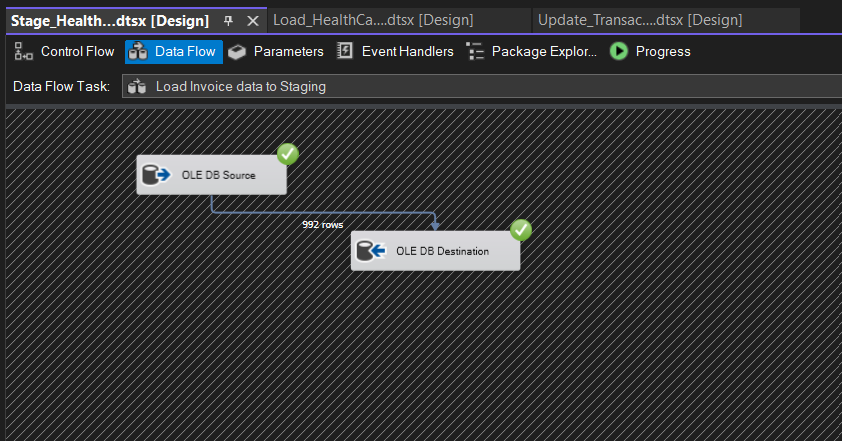 Stage_Health...dtsx [Design]
Load_HealthCa....dtsx [Design]
Update_Transac....dtsx [Design]
Control Flow
Data Flow
Parameters
Event Handlers
Package Explor...
Progress
Data Flow Task:
Load Invoice data to Staging
OLE DB Source
992 rows
OLE DB Destination